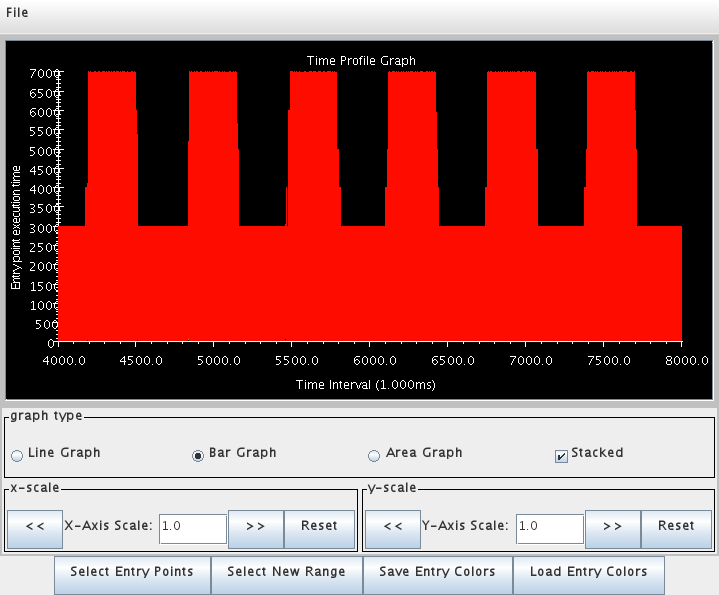 File
Time Profile Graph
Entry point execution time
7000
6500
6000
5500
5000
4500
4000
3500
3000
2500
2000
1500
1000
500
0
4000.0 4500.0 5000.0 5500.0 6000.0 6500.0 7000.0 7500.0 8000.0
Time Interval (1.000ms)
graph type
Line Graph Bar Graph Area Graph Stacked
x-scale y-scale
<< X-Axis Scale: 1.0 >> Reset << Y-Axis Scale: 1.0 >> Reset
Select Entry Points Select New Range Save Entry Colors Load Entry Colors